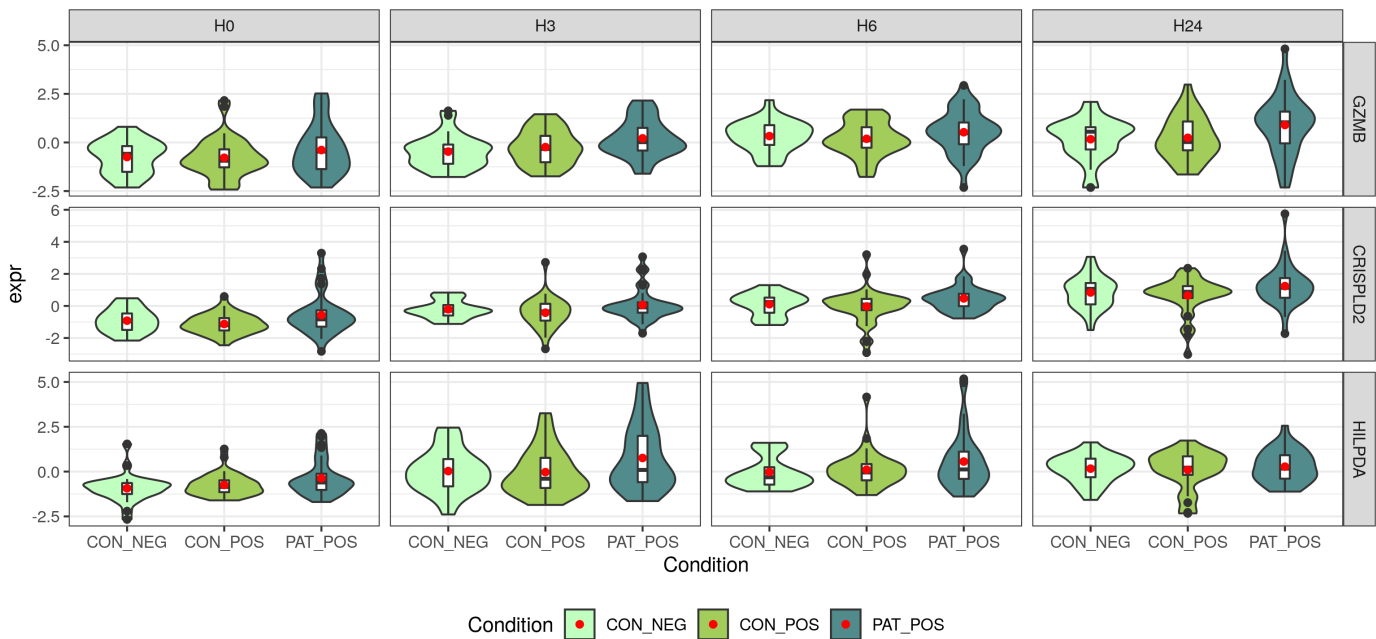 H0 H3 H6 H24
5.0
2.5
0.0
-2.5
GZMB
6
4
2
0
-2
CRISPLD2
5.0
2.5
0.0
-2.5
HILPDA
expr
CON_NEG CON_POS PAT_POS CON_NEG CON_POS PAT_POS CON_NEG CON_POS PAT_POS CON_NEG CON_POS PAT_POS
Condition
Condition CON_NEG CON_POS PAT_POS